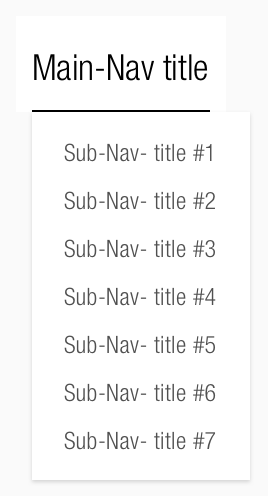 Main-Nav title
Sub-Nav- title #1
Sub-Nav- title #2
Sub-Nav- title #3
Sub-Nav- title #4
Sub-Nav- title #5
Sub-Nav- title #6
Sub-Nav- title #7